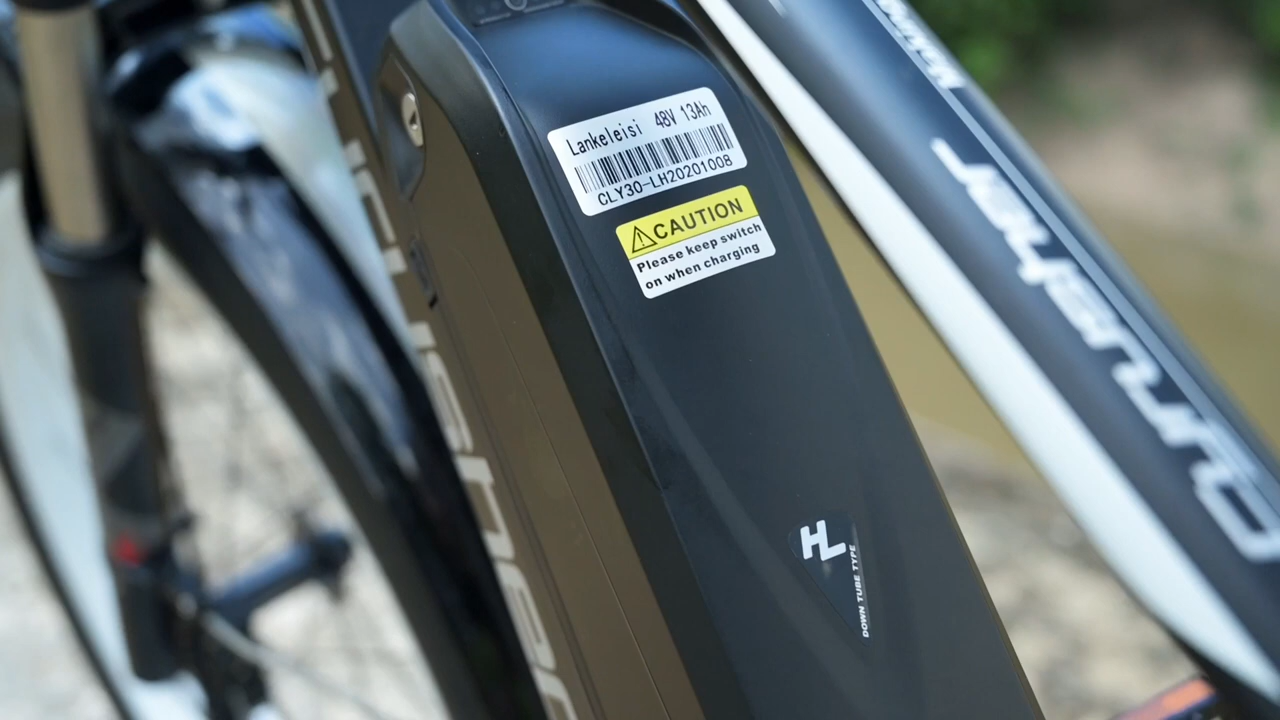 Lankeleisi 48V 13Ah
CLY30-LH20201008
CAUTION
Please keep switch
on when charging
HL
DOWN TUBE TYPE